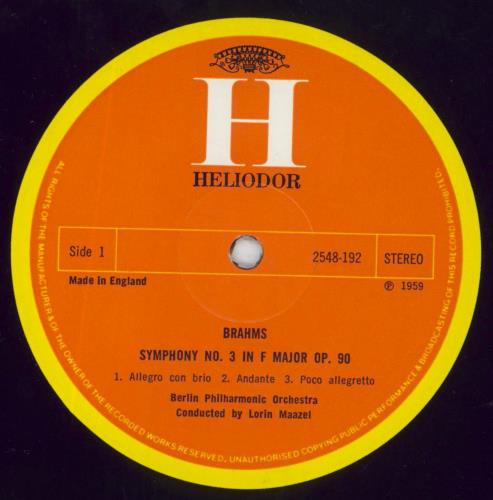 H
HELIODOR
Side 1
2548-192
STEREO
Made in England
℗ 1959
BRAHMS
SYMPHONY NO. 3 IN F MAJOR OP. 90
1. Allegro con brio 2. Andante 3. Poco allegretto
Berlin Philharmonic Orchestra
Conducted by Lorin Maazel
ALL RIGHTS OF THE MANUFACTURER & OF THE OWNER OF THE RECORDED WORKS RESERVED. UNAUTHORISED COPYING PUBLIC PERFORMANCE & BROADCASTING OF THIS RECORD PROHIBITED.